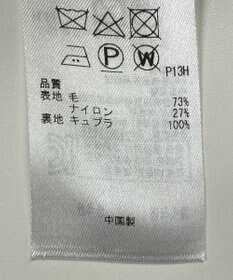 P W P13H
品質
表地 毛 73%
ナイロン 27%
裏地 キュプラ 100%
中国製